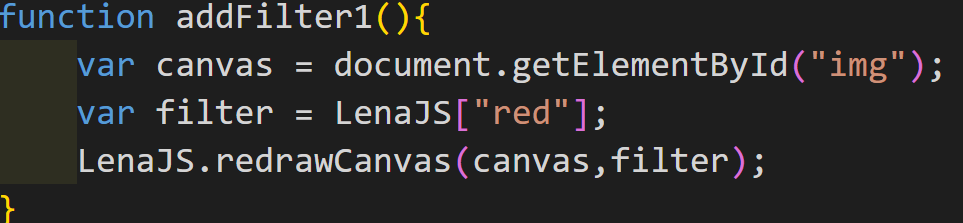 function addFilter1(){
    var canvas = document.getElementById("img");
    var filter = LenaJS["red"];
    LenaJS.redrawCanvas(canvas,filter);
}